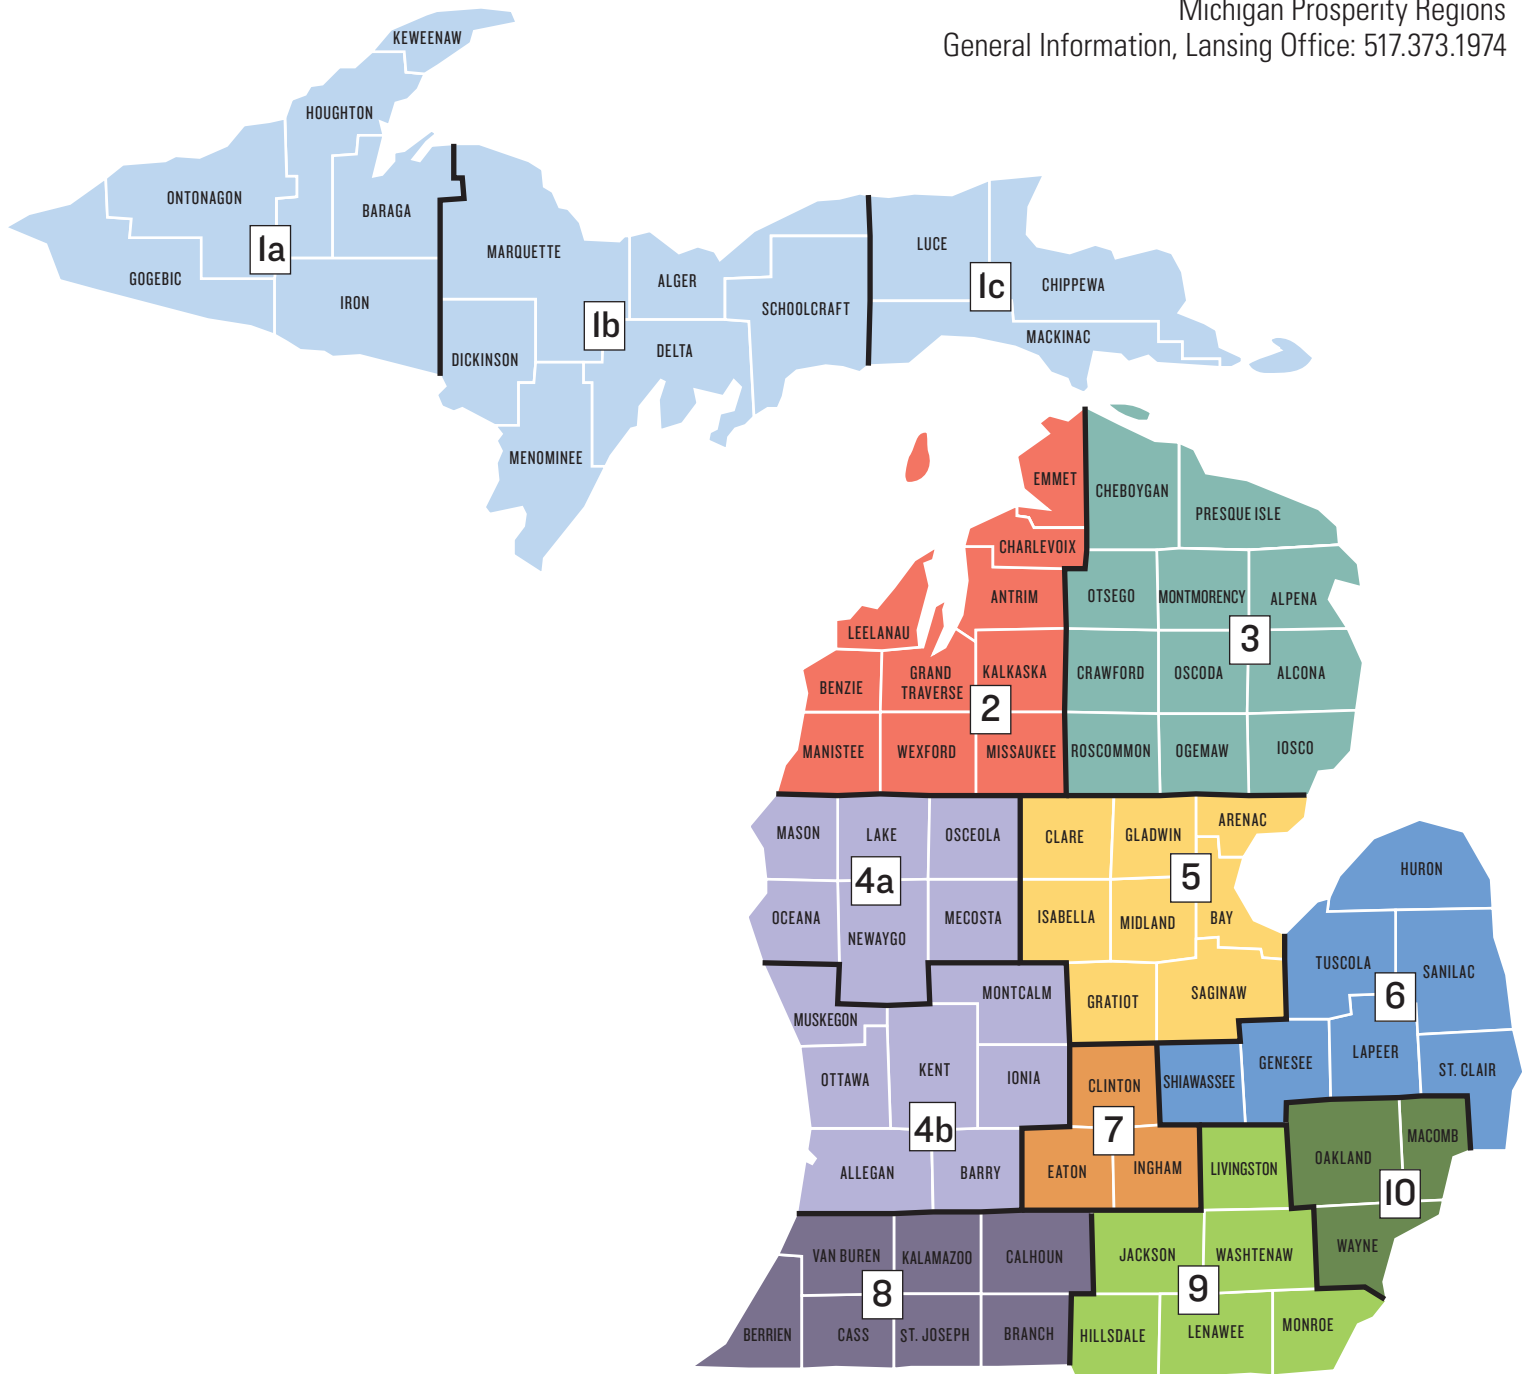 Michigan Prosperity Regions
General Information, Lansing Office: 517.373.1974
KEWEENAW
HOUGHTON
ONTONAGON
BARAGA
1a
GOGEBIC
IRON
MARQUETTE
ALGER
SCHOOLCRAFT
1b
DICKINSON
DELTA
MENOMINEE
LUCE
1c
CHIPPEWA
MACKINAC
EMMET
CHARLEVOIX
ANTRIM
LEELANAU
BENZIE
GRAND
TRAVERSE
KALKASKA
2
MANISTEE
WEXFORD
MISSAUKEE
CHEBOYGAN
PRESQUE ISLE
OTSEGO
MONTMORENCY
ALPENA
3
CRAWFORD
OSCODA
ALCONA
ROSCOMMON
OGEMAW
IOSCO
MASON
LAKE
OSCEOLA
4a
OCEANA
NEWAYGO
MECOSTA
CLARE
GLADWIN
ARENAC
5
ISABELLA
MIDLAND
BAY
GRATIOT
SAGINAW
HURON
TUSCOLA
SANILAC
6
SHIAWASSEE
GENESEE
LAPEER
ST. CLAIR
MUSKEGON
MONTCALM
OTTAWA
KENT
IONIA
4b
ALLEGAN
BARRY
CLINTON
7
EATON
INGHAM
LIVINGSTON
OAKLAND
MACOMB
10
WAYNE
VAN BUREN
KALAMAZOO
CALHOUN
8
BERRIEN
CASS
ST. JOSEPH
BRANCH
JACKSON
WASHTENAW
9
HILLSDALE
LENAWEE
MONROE